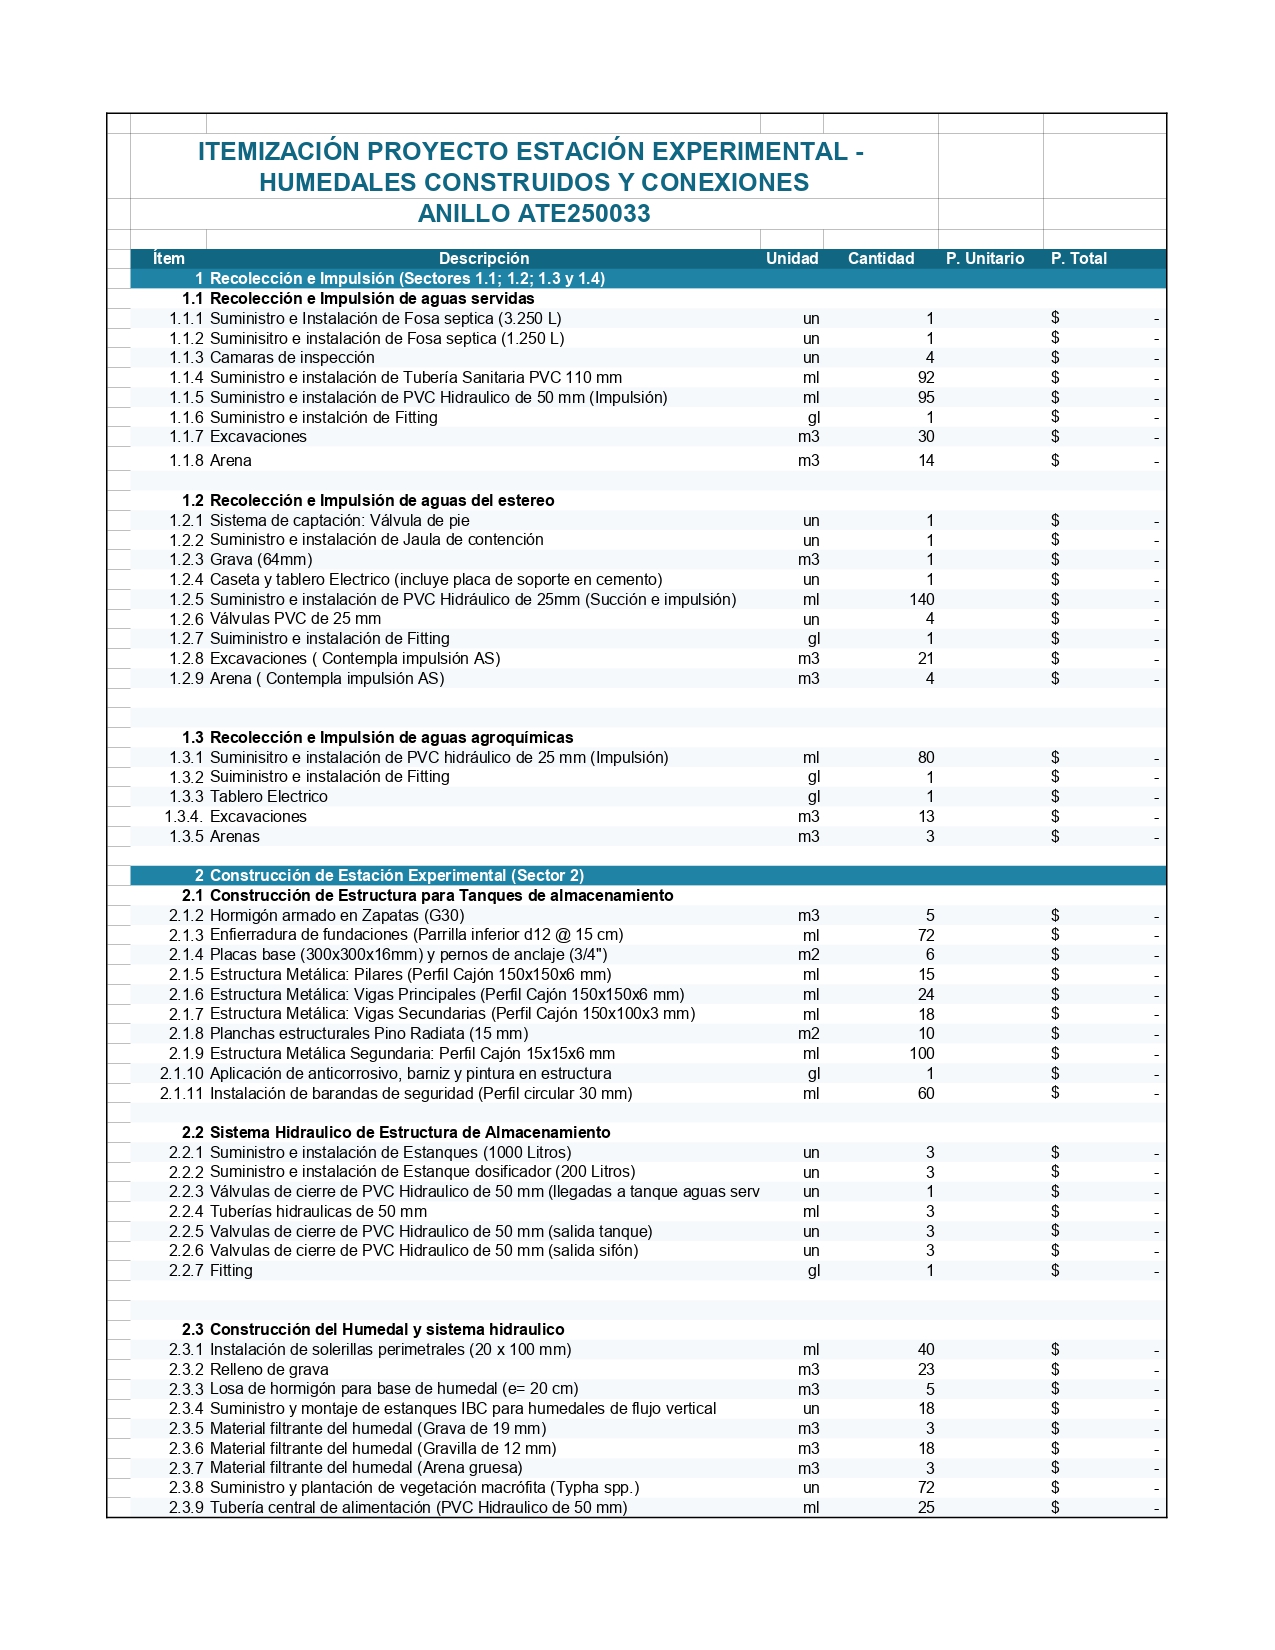 ITEMIZACIÓN PROYECTO ESTACIÓN EXPERIMENTAL -
HUMEDALES CONSTRUIDOS Y CONEXIONES
ANILLO ATE250033
Ítem Descripción Unidad Cantidad P. Unitario P. Total
1 Recolección e Impulsión (Sectores 1.1; 1.2; 1.3 y 1.4)
1.1 Recolección e Impulsión de aguas servidas
1.1.1 Suministro e Instalación de Fosa septica (3.250 L) un 1 $ -
1.1.2 Suminisitro e instalación de Fosa septica (1.250 L) un 1 $ -
1.1.3 Camaras de inspección un 4 $ -
1.1.4 Suministro e instalación de Tubería Sanitaria PVC 110 mm ml 92 $ -
1.1.5 Suministro e instalación de PVC Hidraulico de 50 mm (Impulsión) ml 95 $ -
1.1.6 Suministro e instalción de Fitting gl 1 $ -
1.1.7 Excavaciones m3 30 $ -
1.1.8 Arena m3 14 $ -
1.2 Recolección e Impulsión de aguas del estereo
1.2.1 Sistema de captación: Válvula de pie un 1 $ -
1.2.2 Suministro e instalación de Jaula de contención un 1 $ -
1.2.3 Grava (64mm) m3 1 $ -
1.2.4 Caseta y tablero Electrico (incluye placa de soporte en cemento) un 1 $ -
1.2.5 Suministro e instalación de PVC Hidráulico de 25mm (Succión e impulsión) ml 140 $ -
1.2.6 Válvulas PVC de 25 mm un 4 $ -
1.2.7 Suiministro e instalación de Fitting gl 1 $ -
1.2.8 Excavaciones ( Contempla impulsión AS) m3 21 $ -
1.2.9 Arena ( Contempla impulsión AS) m3 4 $ -
1.3 Recolección e Impulsión de aguas agroquímicas
1.3.1 Suminisitro e instalación de PVC hidráulico de 25 mm (Impulsión) ml 80 $ -
1.3.2 Suiministro e instalación de Fitting gl 1 $ -
1.3.3 Tablero Electrico gl 1 $ -
1.3.4. Excavaciones m3 13 $ -
1.3.5 Arenas m3 3 $ -
2 Construcción de Estación Experimental (Sector 2)
2.1 Construcción de Estructura para Tanques de almacenamiento
2.1.2 Hormigón armado en Zapatas (G30) m3 5 $ -
2.1.3 Enfierradura de fundaciones (Parrilla inferior d12 @ 15 cm) ml 72 $ -
2.1.4 Placas base (300x300x16mm) y pernos de anclaje (3/4") m2 6 $ -
2.1.5 Estructura Metálica: Pilares (Perfil Cajón 150x150x6 mm) ml 15 $ -
2.1.6 Estructura Metálica: Vigas Principales (Perfil Cajón 150x150x6 mm) ml 24 $ -
2.1.7 Estructura Metálica: Vigas Secundarias (Perfil Cajón 150x100x3 mm) ml 18 $ -
2.1.8 Planchas estructurales Pino Radiata (15 mm) m2 10 $ -
2.1.9 Estructura Metálica Segundaria: Perfil Cajón 15x15x6 mm ml 100 $ -
2.1.10 Aplicación de anticorrosivo, barniz y pintura en estructura gl 1 $ -
2.1.11 Instalación de barandas de seguridad (Perfil circular 30 mm) ml 60 $ -
2.2 Sistema Hidraulico de Estructura de Almacenamiento
2.2.1 Suministro e instalación de Estanques (1000 Litros) un 3 $ -
2.2.2 Suministro e instalación de Estanque dosificador (200 Litros) un 3 $ -
2.2.3 Válvulas de cierre de PVC Hidraulico de 50 mm (llegadas a tanque aguas serv un 1 $ -
2.2.4 Tuberías hidraulicas de 50 mm ml 3 $ -
2.2.5 Valvulas de cierre de PVC Hidraulico de 50 mm (salida tanque) un 3 $ -
2.2.6 Valvulas de cierre de PVC Hidraulico de 50 mm (salida sifón) un 3 $ -
2.2.7 Fitting gl 1 $ -
2.3 Construcción del Humedal y sistema hidraulico
2.3.1 Instalación de solerillas perimetrales (20 x 100 mm) ml 40 $ -
2.3.2 Relleno de grava m3 23 $ -
2.3.3 Losa de hormigón para base de humedal (e= 20 cm) m3 5 $ -
2.3.4 Suministro y montaje de estanques IBC para humedales de flujo vertical un 18 $ -
2.3.5 Material filtrante del humedal (Grava de 19 mm) m3 3 $ -
2.3.6 Material filtrante del humedal (Gravilla de 12 mm) m3 18 $ -
2.3.7 Material filtrante del humedal (Arena gruesa) m3 3 $ -
2.3.8 Suministro y plantación de vegetación macrófita (Typha spp.) un 72 $ -
2.3.9 Tubería central de alimentación (PVC Hidraulico de 50 mm) ml 25 $ -